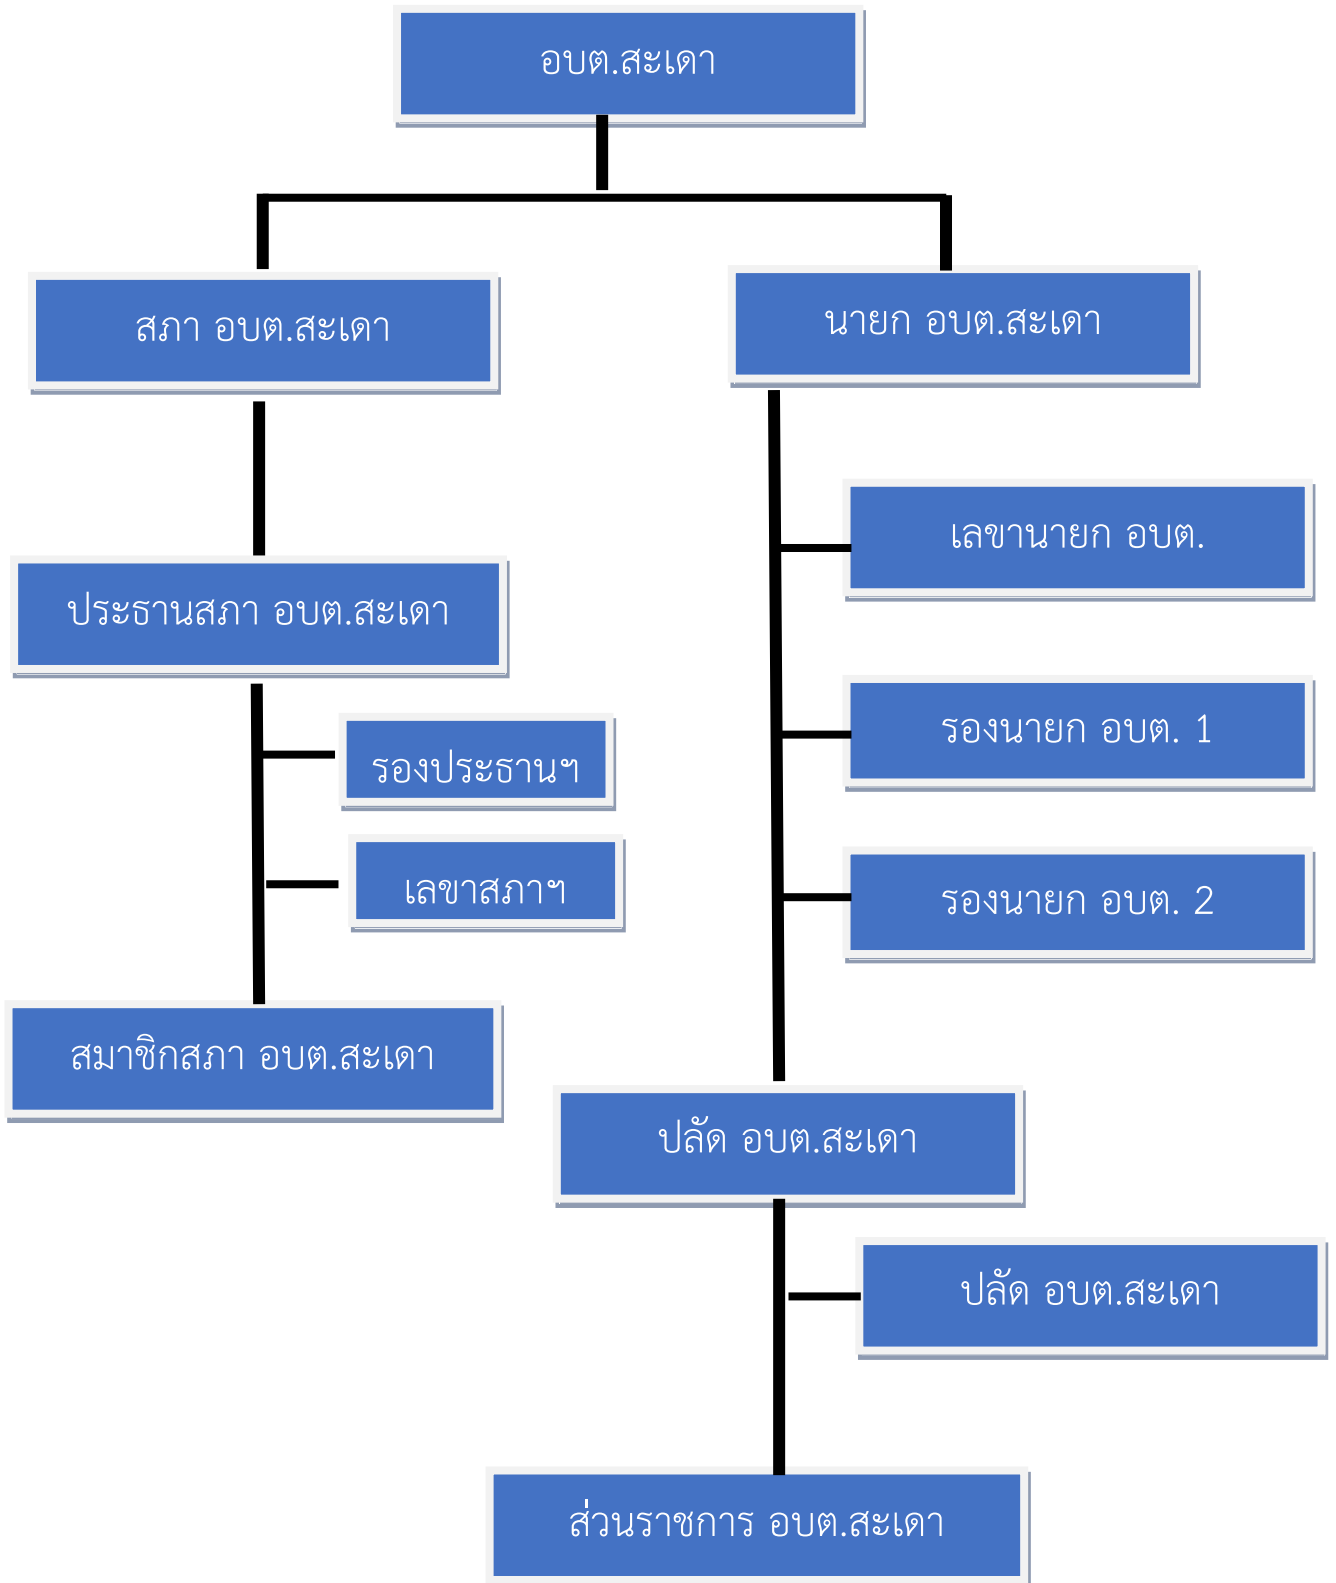 อบต.สะเดา
สภา อบต.สะเดา
นายก อบต.สะเดา
เลขานายก อบต.
ประธานสภา อบต.สะเดา
รองนายก อบต. 1
รองประธานฯ
เลขาสภาฯ
รองนายก อบต. 2
สมาชิกสภา อบต.สะเดา
ปลัด อบต.สะเดา
ปลัด อบต.สะเดา
ส่วนราชการ อบต.สะเดา